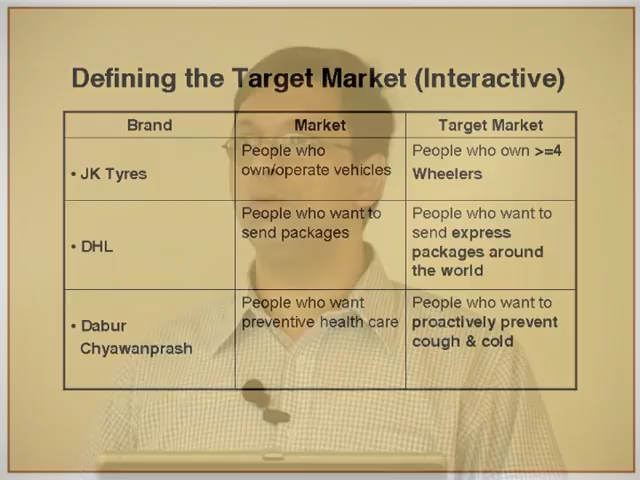 Defining the Target Market (Interactive)
Brand
Market
Target Market
• JK Tyres
People who
own/operate vehicles
People who own >=4
Wheelers
• DHL
People who want to
send packages
People who want to
send express
packages around
the world
• Dabur
Chyawanprash
People who want
preventive health care
People who want to
proactively prevent
cough & cold